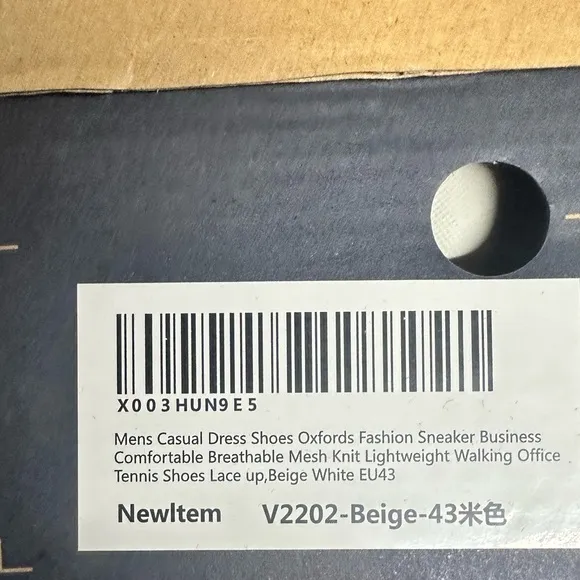 X003HUN9E5
Mens Casual Dress Shoes Oxfords Fashion Sneaker Business
Comfortable Breathable Mesh Knit Lightweight Walking Office
Tennis Shoes Lace up,Beige White EU43
NewItem V2202-Beige-43米色